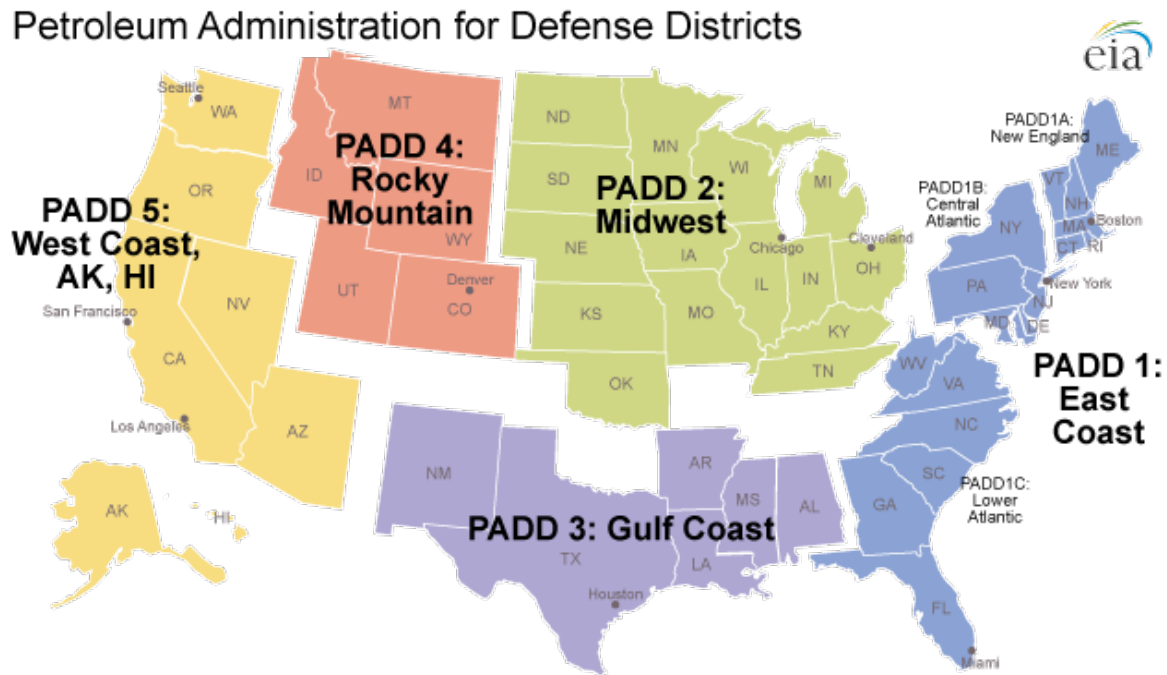 Petroleum Administration for Defense Districts
eia
Seattle
WA
OR
PADD 5:
West Coast,
AK, HI
San Francisco
NV
CA
Los Angeles
AZ
AK
HI
MT
ID
PADD 4:
Rocky
Mountain
WY
UT
Denver
CO
ND
MN
SD
WI
MI
PADD 2:
Midwest
NE
IA
Chicago
Cleveland
IL
IN
OH
KS
MO
KY
OK
TN
PADD1A:
New England
ME
VT
NH
PADD1B:
Central
Atlantic
NY
MA
Boston
CT
RI
PA
New York
NJ
MD
DE
WV
VA
PADD 1:
East
Coast
NC
SC
PADD1C:
Lower
Atlantic
GA
FL
Miami
NM
AR
MS
AL
PADD 3: Gulf Coast
TX
LA
Houston